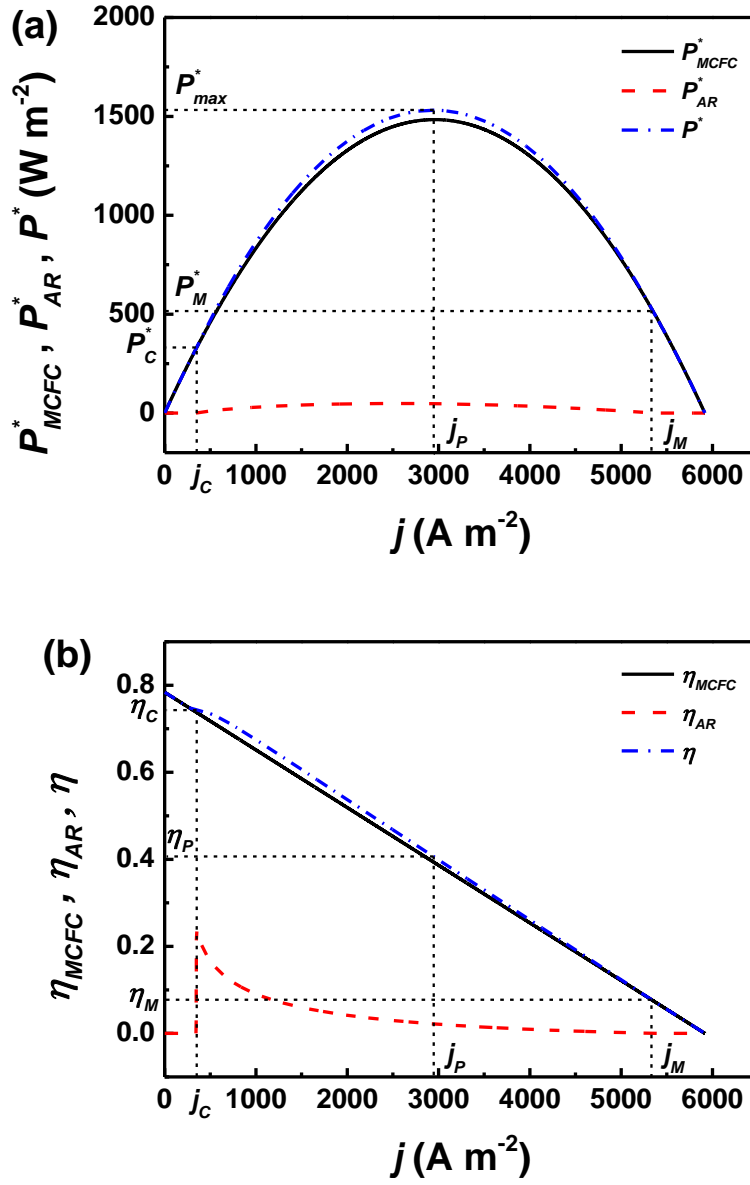 (a)
2000
1500
1000
500
0
P*max
P*M
P*C
P*MCFC
P*AR
P*
P*MCFC, P*AR, P* (W m-2)
jP
jM
0 jC 1000 2000 3000 4000 5000 6000
j (A m-2)
(b)
0.8
0.6
0.4
0.2
0.0
ηC
ηP
ηM
ηMCFC
ηAR
η
ηMCFC, ηAR, η
jP
jM
0 jC 1000 2000 3000 4000 5000 6000
j (A m-2)